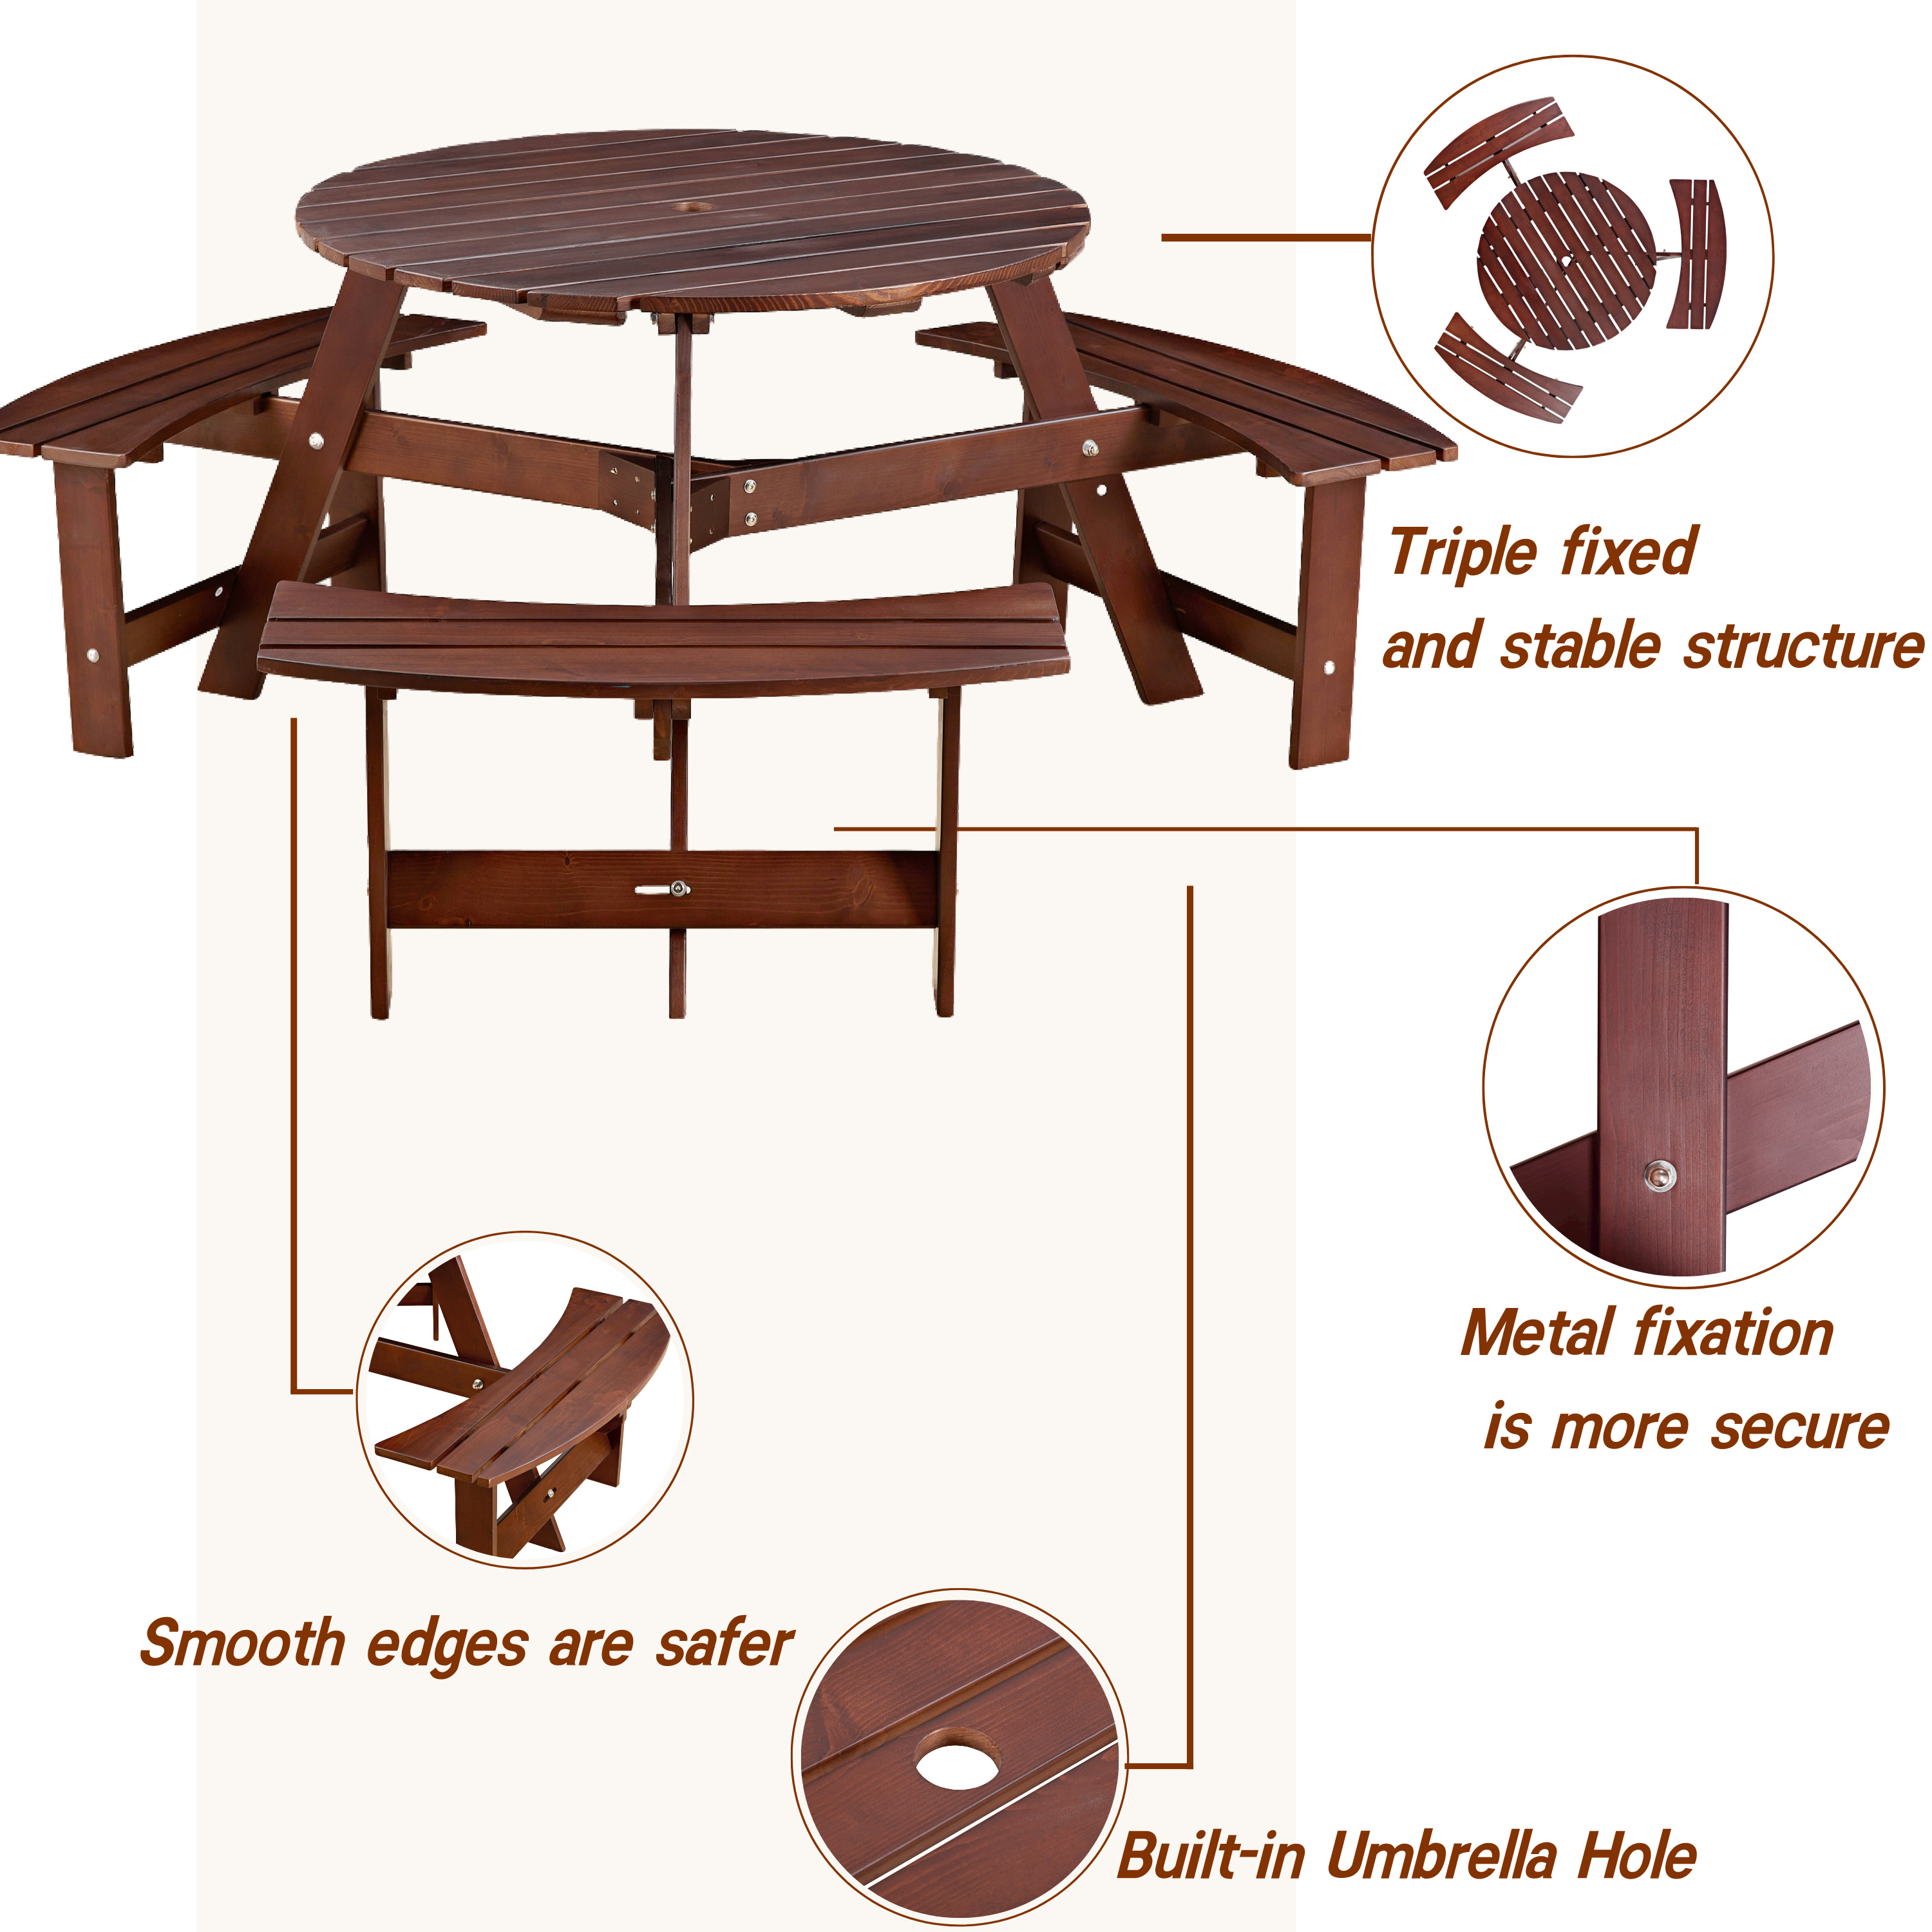 Triple fixed
and stable structure
Metal fixation
is more secure
Smooth edges are safer
Built-in Umbrella Hole